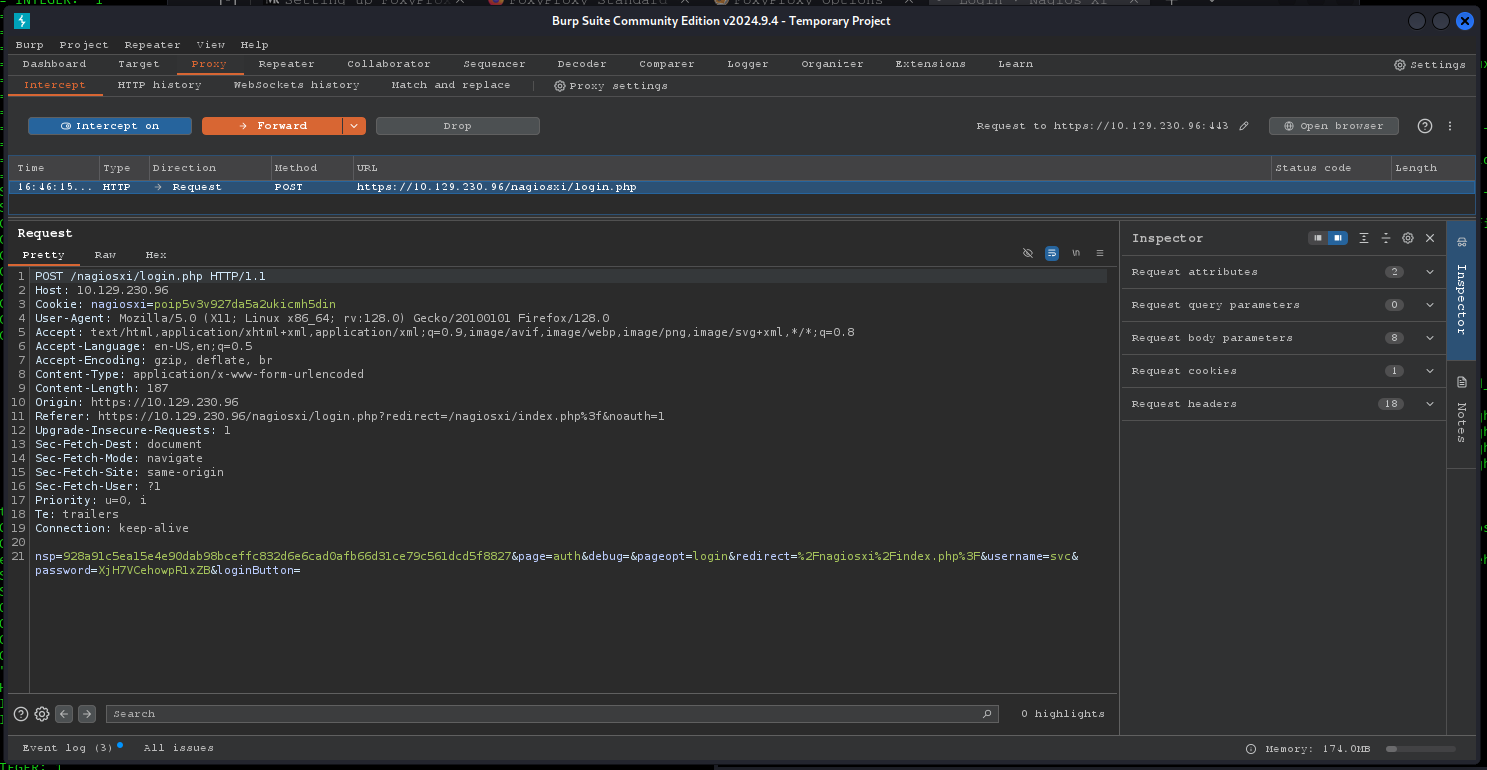 INTEGER: 1
Burp Suite Community Edition v2024.9.4 - Temporary Project
Burp Project Repeater View Help
Dashboard Target Proxy Repeater Collaborator Sequencer Decoder Comparer Logger Organizer Extensions Learn Settings
Intercept HTTP history WebSockets history Match and replace Proxy settings
Intercept on Forward Drop Request to https://10.129.230.96:443 Open browser
Time Type Direction Method URL Status code Length
16:46:15... HTTP → Request POST https://10.129.230.96/nagiosxi/login.php
Request
Pretty Raw Hex
1 POST /nagiosxi/login.php HTTP/1.1
2 Host: 10.129.230.96
3 Cookie: nagiosxi=poip5v3v927da5a2ukicmh5din
4 User-Agent: Mozilla/5.0 (X11; Linux x86_64; rv:128.0) Gecko/20100101 Firefox/128.0
5 Accept: text/html,application/xhtml+xml,application/xml;q=0.9,image/avif,image/webp,image/png,image/svg+xml,*/*;q=0.8
6 Accept-Language: en-US,en;q=0.5
7 Accept-Encoding: gzip, deflate, br
8 Content-Type: application/x-www-form-urlencoded
9 Content-Length: 187
10 Origin: https://10.129.230.96
11 Referer: https://10.129.230.96/nagiosxi/login.php?redirect=/nagiosxi/index.php%3f&noauth=1
12 Upgrade-Insecure-Requests: 1
13 Sec-Fetch-Dest: document
14 Sec-Fetch-Mode: navigate
15 Sec-Fetch-Site: same-origin
16 Sec-Fetch-User: ?1
17 Priority: u=0, i
18 Te: trailers
19 Connection: keep-alive
20
21 nsp=928a91c5ea15e4e90dab98bceffc832d6e6cad0afb66d31ce79c561dcd5f8827&page=auth&debug=&pageopt=login&redirect=%2Fnagiosxi%2Findex.php%3F&username=svc&
password=XjH7VCehowpR1xZB&loginButton=
Inspector
Request attributes 2
Request query parameters 0
Request body parameters 8
Request cookies 1
Request headers 18
Inspector
Notes
Search 0 highlights
Event log (3) All issues Memory: 174.0MB